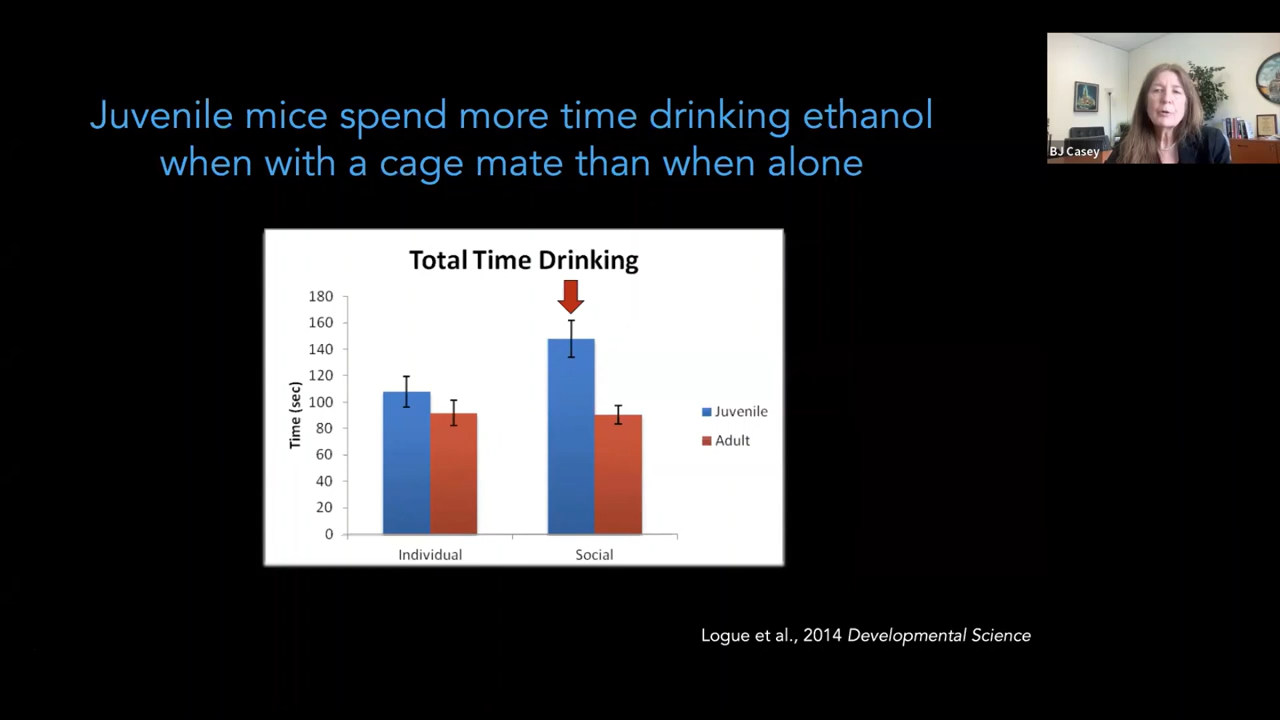 Juvenile mice spend more time drinking ethanol
when with a cage mate than when alone
BJ Casey
Total Time Drinking
180
160
140
120
100
80
60
40
20
0
Time (sec)
Individual
Social
Juvenile
Adult
Logue et al., 2014 Developmental Science